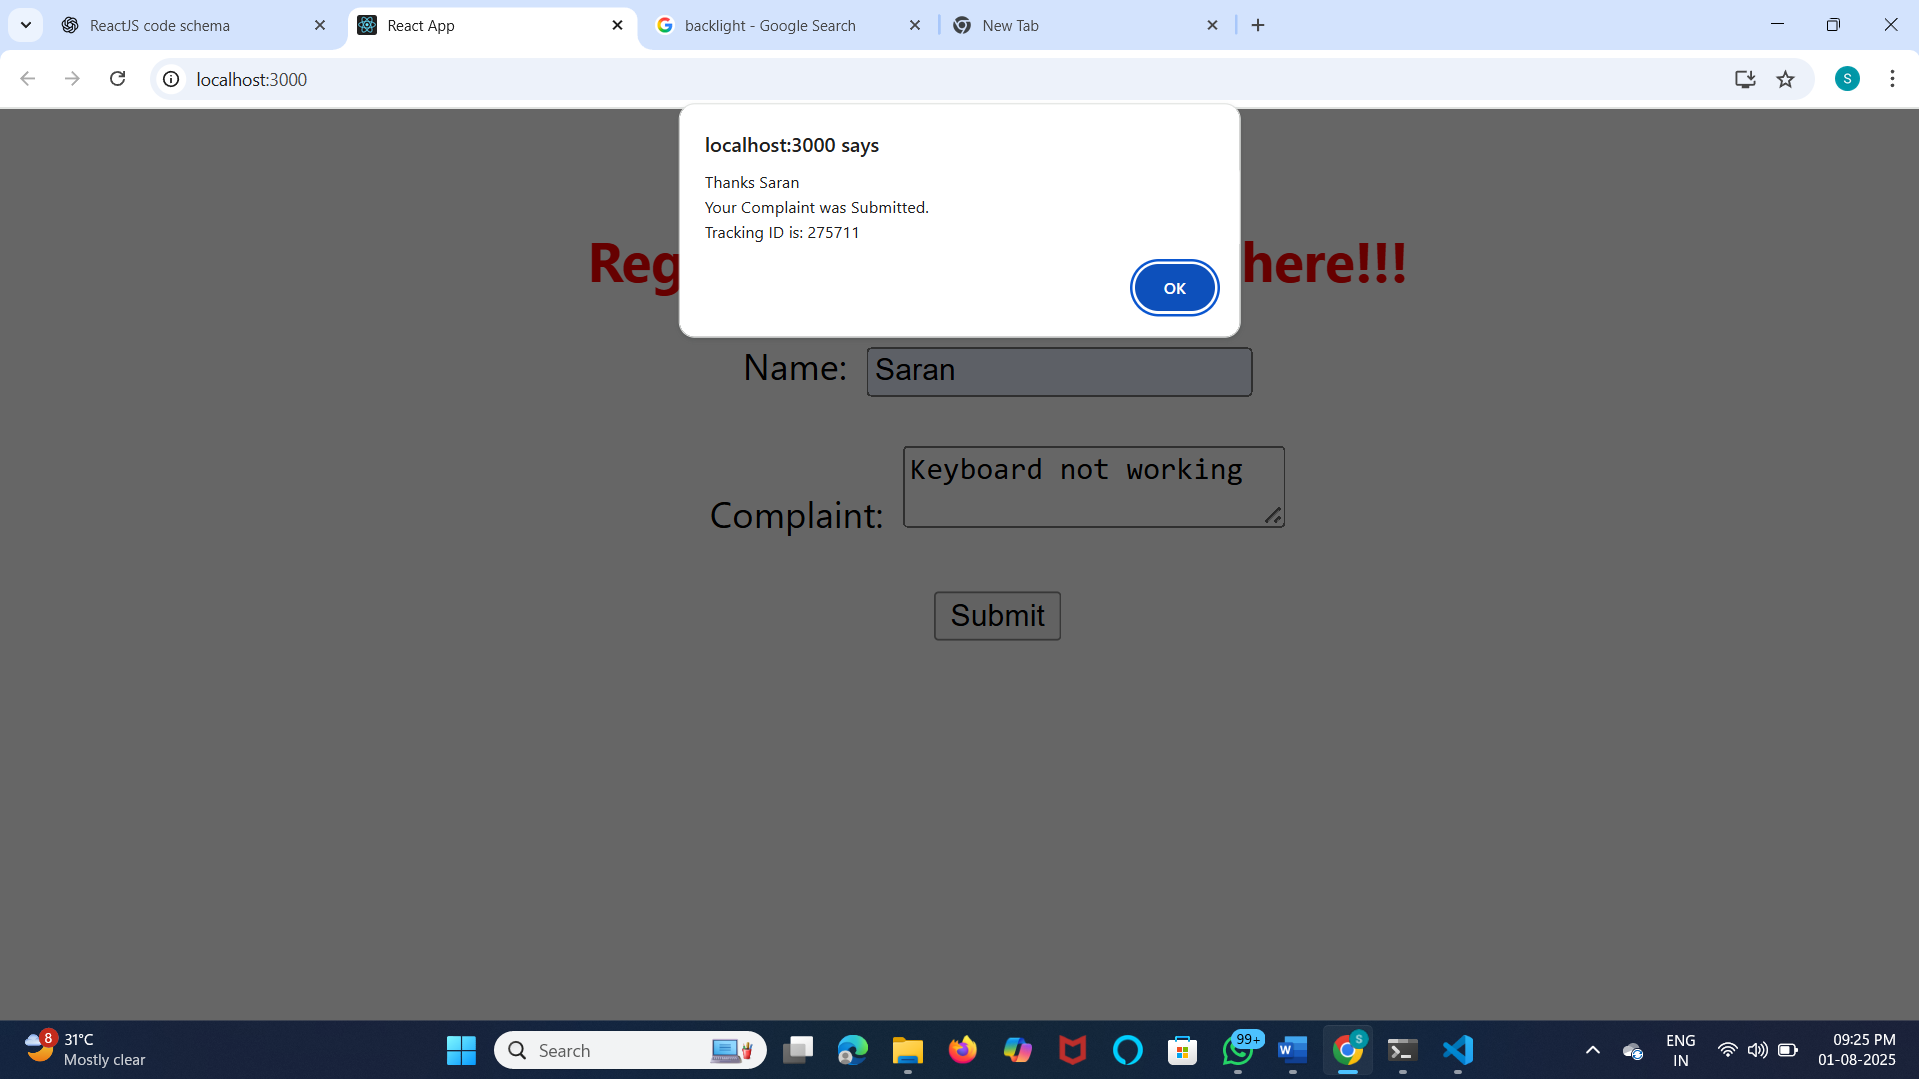 ReactJS code schema
React App
backlight - Google Search
New Tab
localhost:3000
S
localhost:3000 says
Thanks Saran
Your Complaint was Submitted.
Tracking ID is: 275711
OK
Reg here!!!
Name: Saran
Keyboard not working
Complaint:
Submit
8
31°C
Mostly clear
Search
99+
W
S
ENG
IN
09:25 PM
01-08-2025